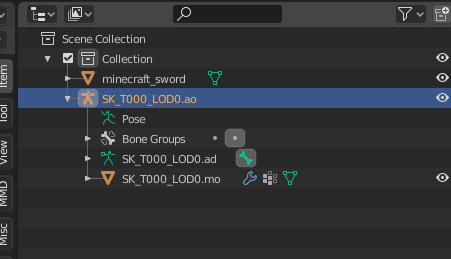 Scene Collection
Collection
minecraft_sword
SK_T000_LOD0.ao
Pose
Bone Groups
SK_T000_LOD0.ad
SK_T000_LOD0.mo
Item
Tool
View
MMD
Misc